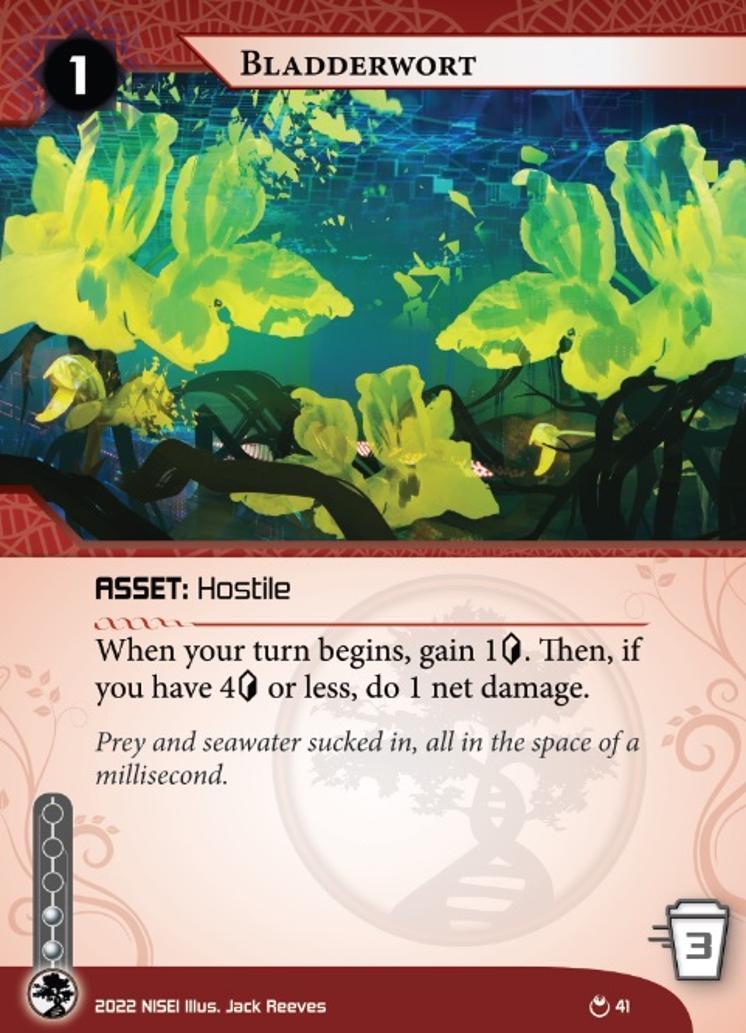 1
BLADDERWORT
ASSET: Hostile
When your turn begins, gain 1. Then, if
you have 4 or less, do 1 net damage.
Prey and seawater sucked in, all in the space of a
millisecond.
3
2022 NISEI Illus. Jack Reeves
41